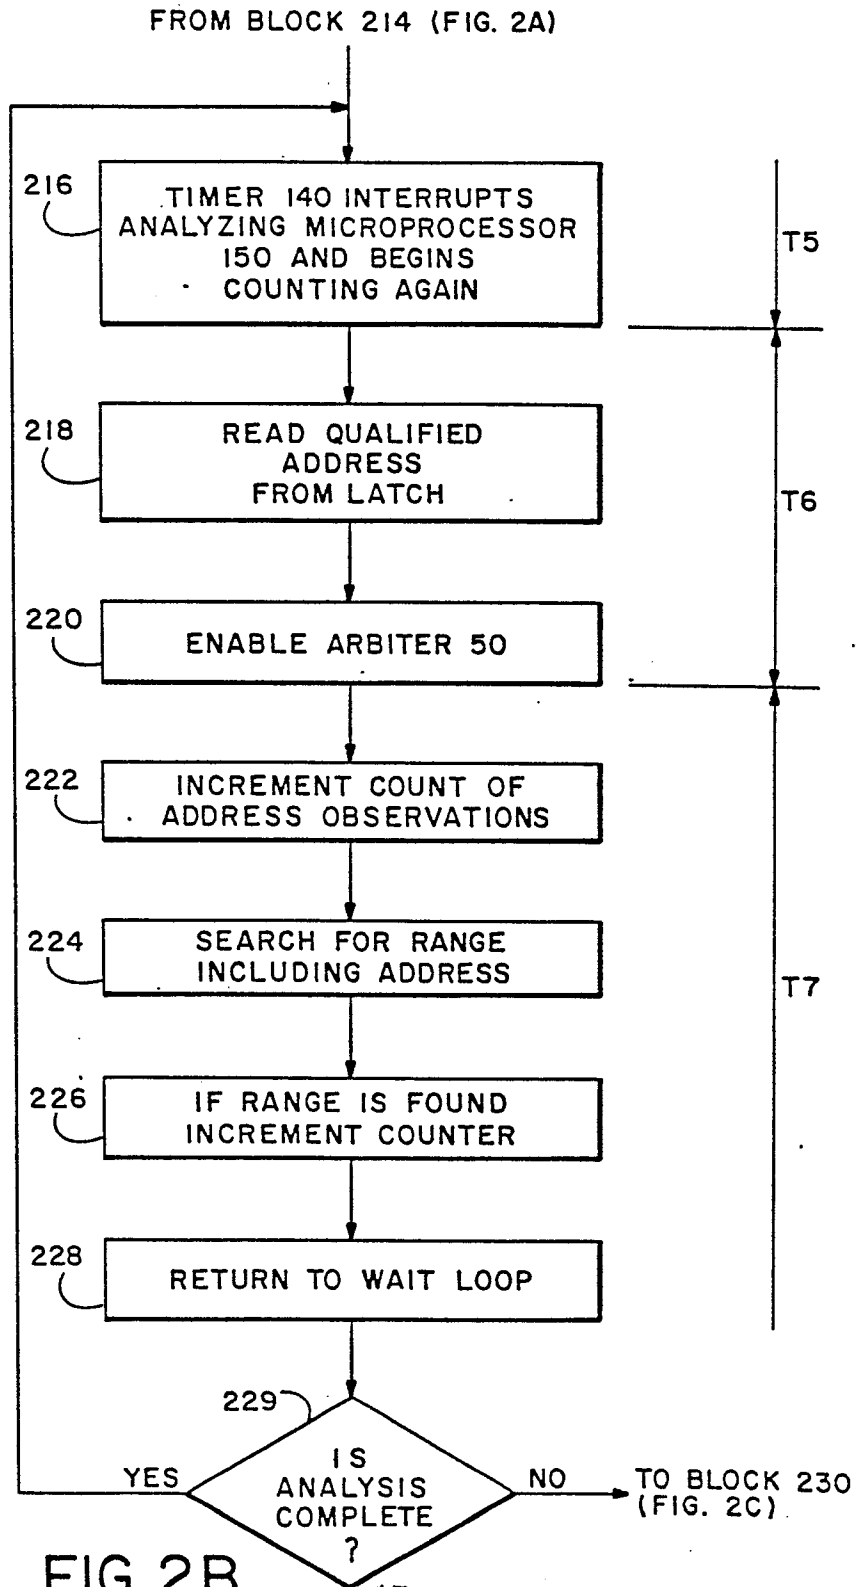 FROM BLOCK 214 (FIG. 2A)
216
TIMER 140 INTERRUPTS
ANALYZING MICROPROCESSOR
150 AND BEGINS
COUNTING AGAIN
T5
218
READ QUALIFIED
ADDRESS
FROM LATCH
T6
220
ENABLE ARBITER 50
222
INCREMENT COUNT OF
ADDRESS OBSERVATIONS
224
SEARCH FOR RANGE
INCLUDING ADDRESS
T7
226
IF RANGE IS FOUND
INCREMENT COUNTER
228
RETURN TO WAIT LOOP
229
IS
ANALYSIS
COMPLETE
?
YES
NO
TO BLOCK 230
(FIG. 2C)
FIG 2B